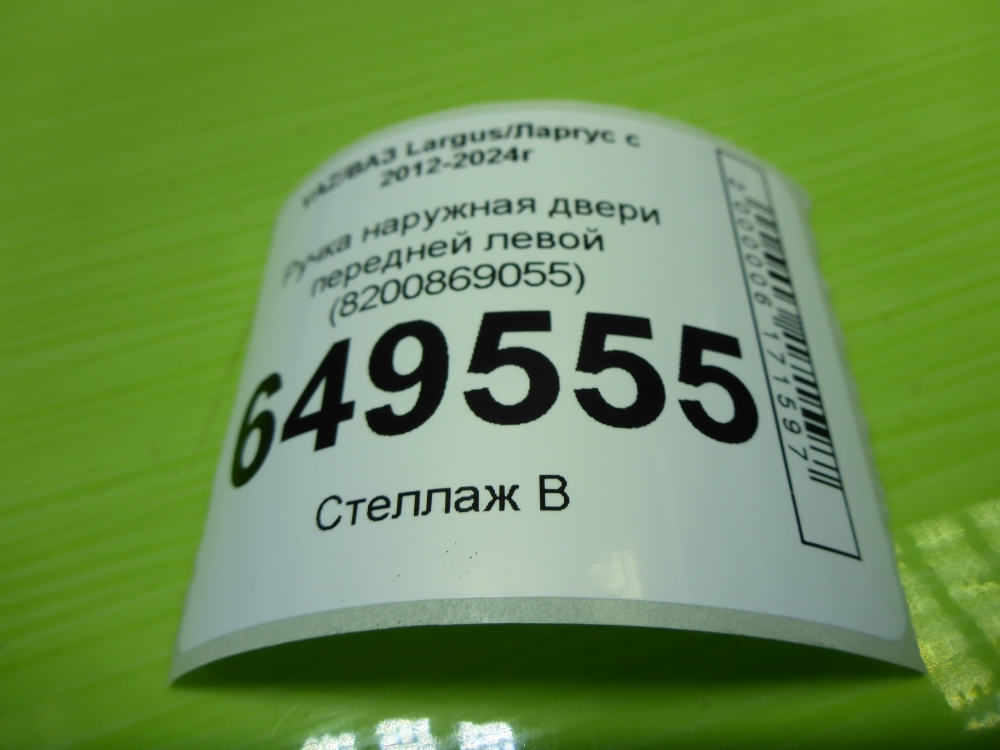 VAZ/ВАЗ Largus/Ларгус с
2012-2024г
Ручка наружная двери
передней левой
(8200869055)
649555
Стеллаж В
2000006171597